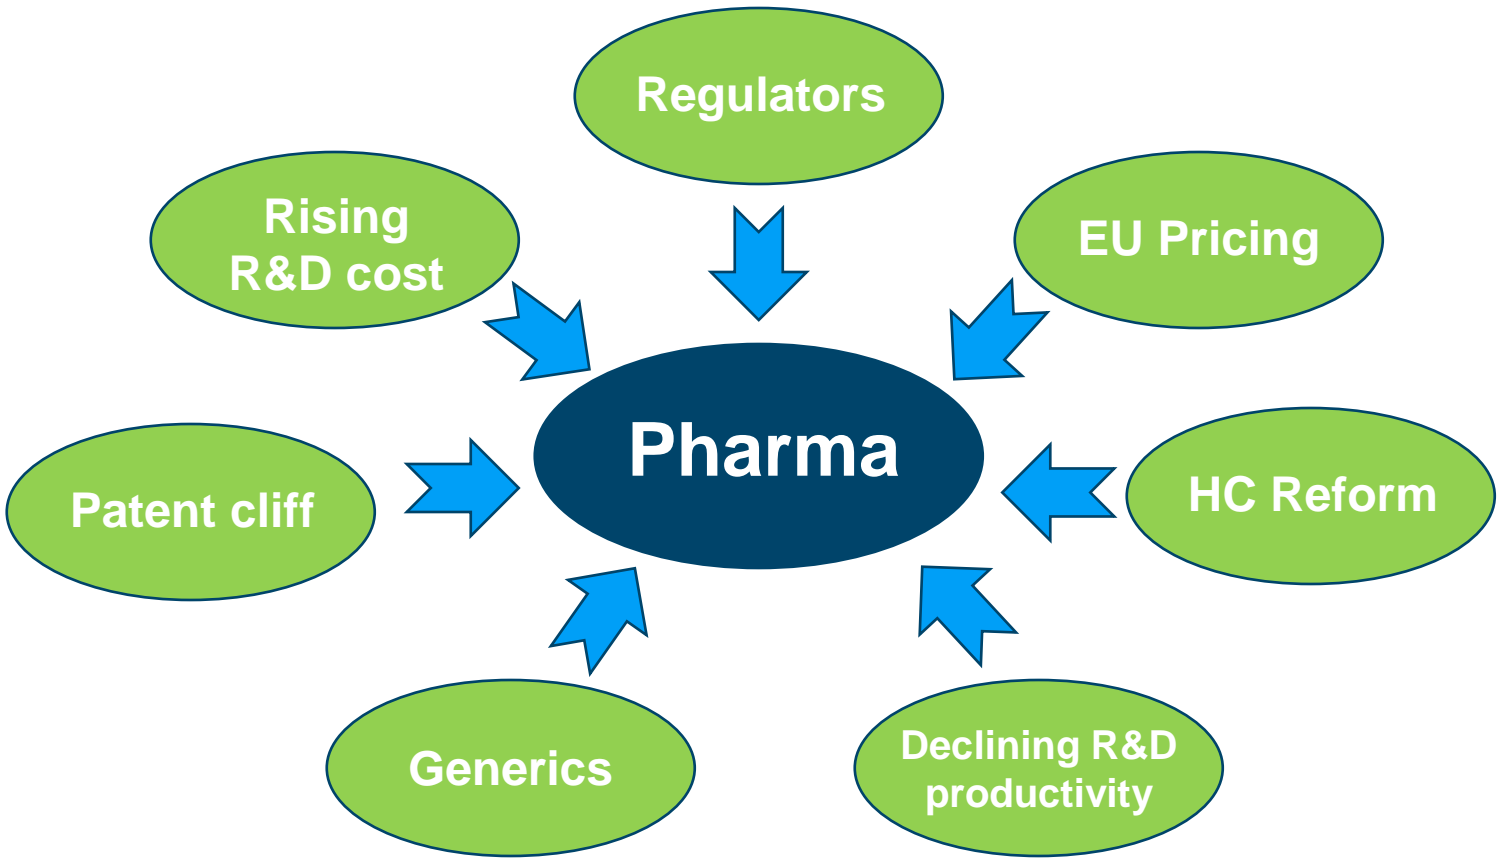 Regulators
Rising
R&D cost
EU Pricing
Pharma
Patent cliff
HC Reform
Generics
Declining R&D
productivity